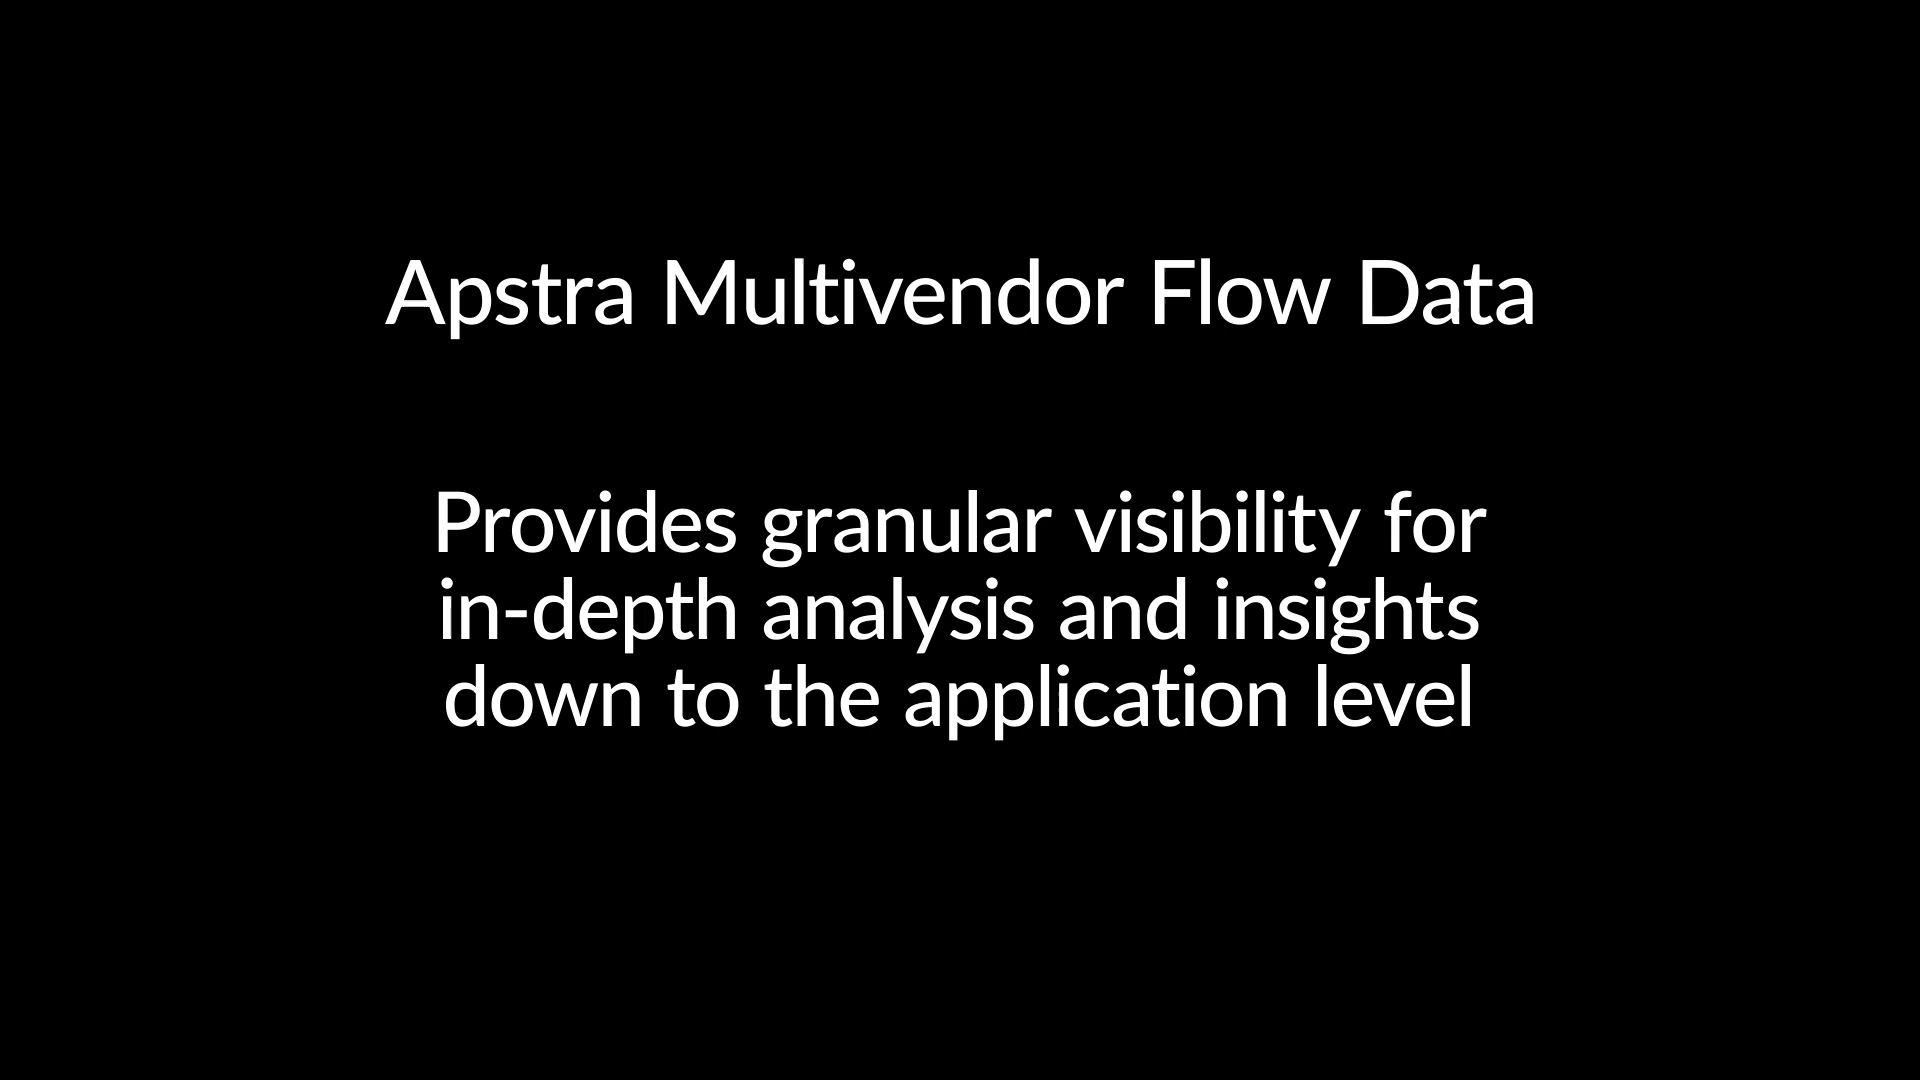 Apstra Multivendor Flow Data
Provides granular visibility for
in-depth analysis and insights
down to the application level